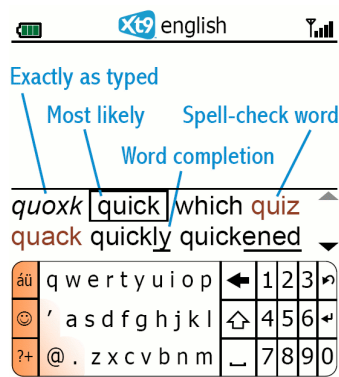 Xt9 english
Exactly as typed
Most likely Spell-check word
Word completion
quoxk quick which quiz
quack quickly quickened
áü q w e r t y u i o p 1 2 3
' a s d f g h j k l 4 5 6
?+ @ . z x c v b n m 7 8 9 0